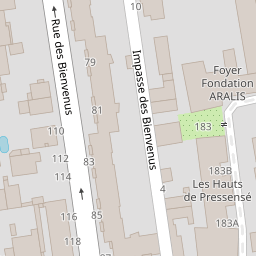 Rue des Bienvenus
Impasse des Bienvenus
10
79
Foyer
Fondation
ARALIS
81
110
183
112
83
114
183B
4
Les Hauts
de Pressensé
116
85
183A
118